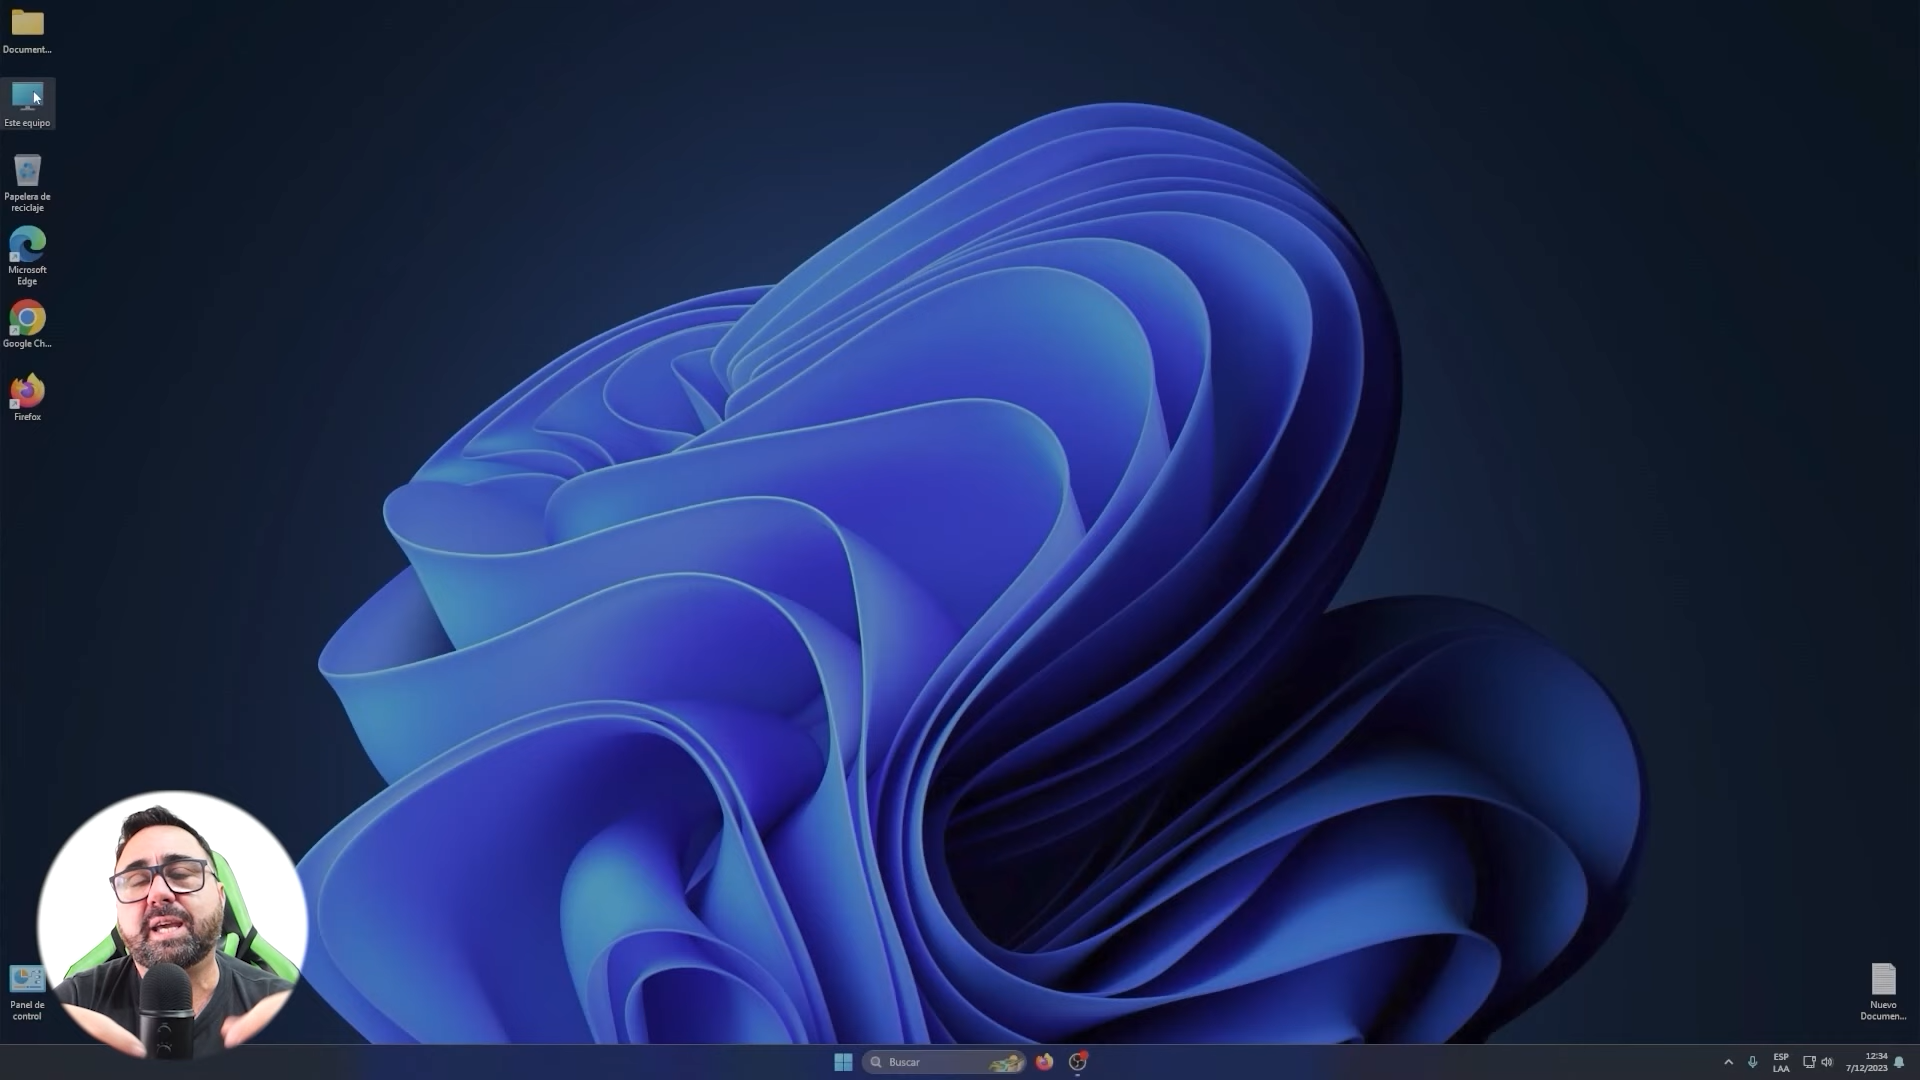 Document...
Este equipo
Papelera de
reciclaje
Microsoft
Edge
Google Ch...
Firefox
Panel de
control
Nuevo
Documen...
Buscar
ESP
LAA
12:34
7/12/2023